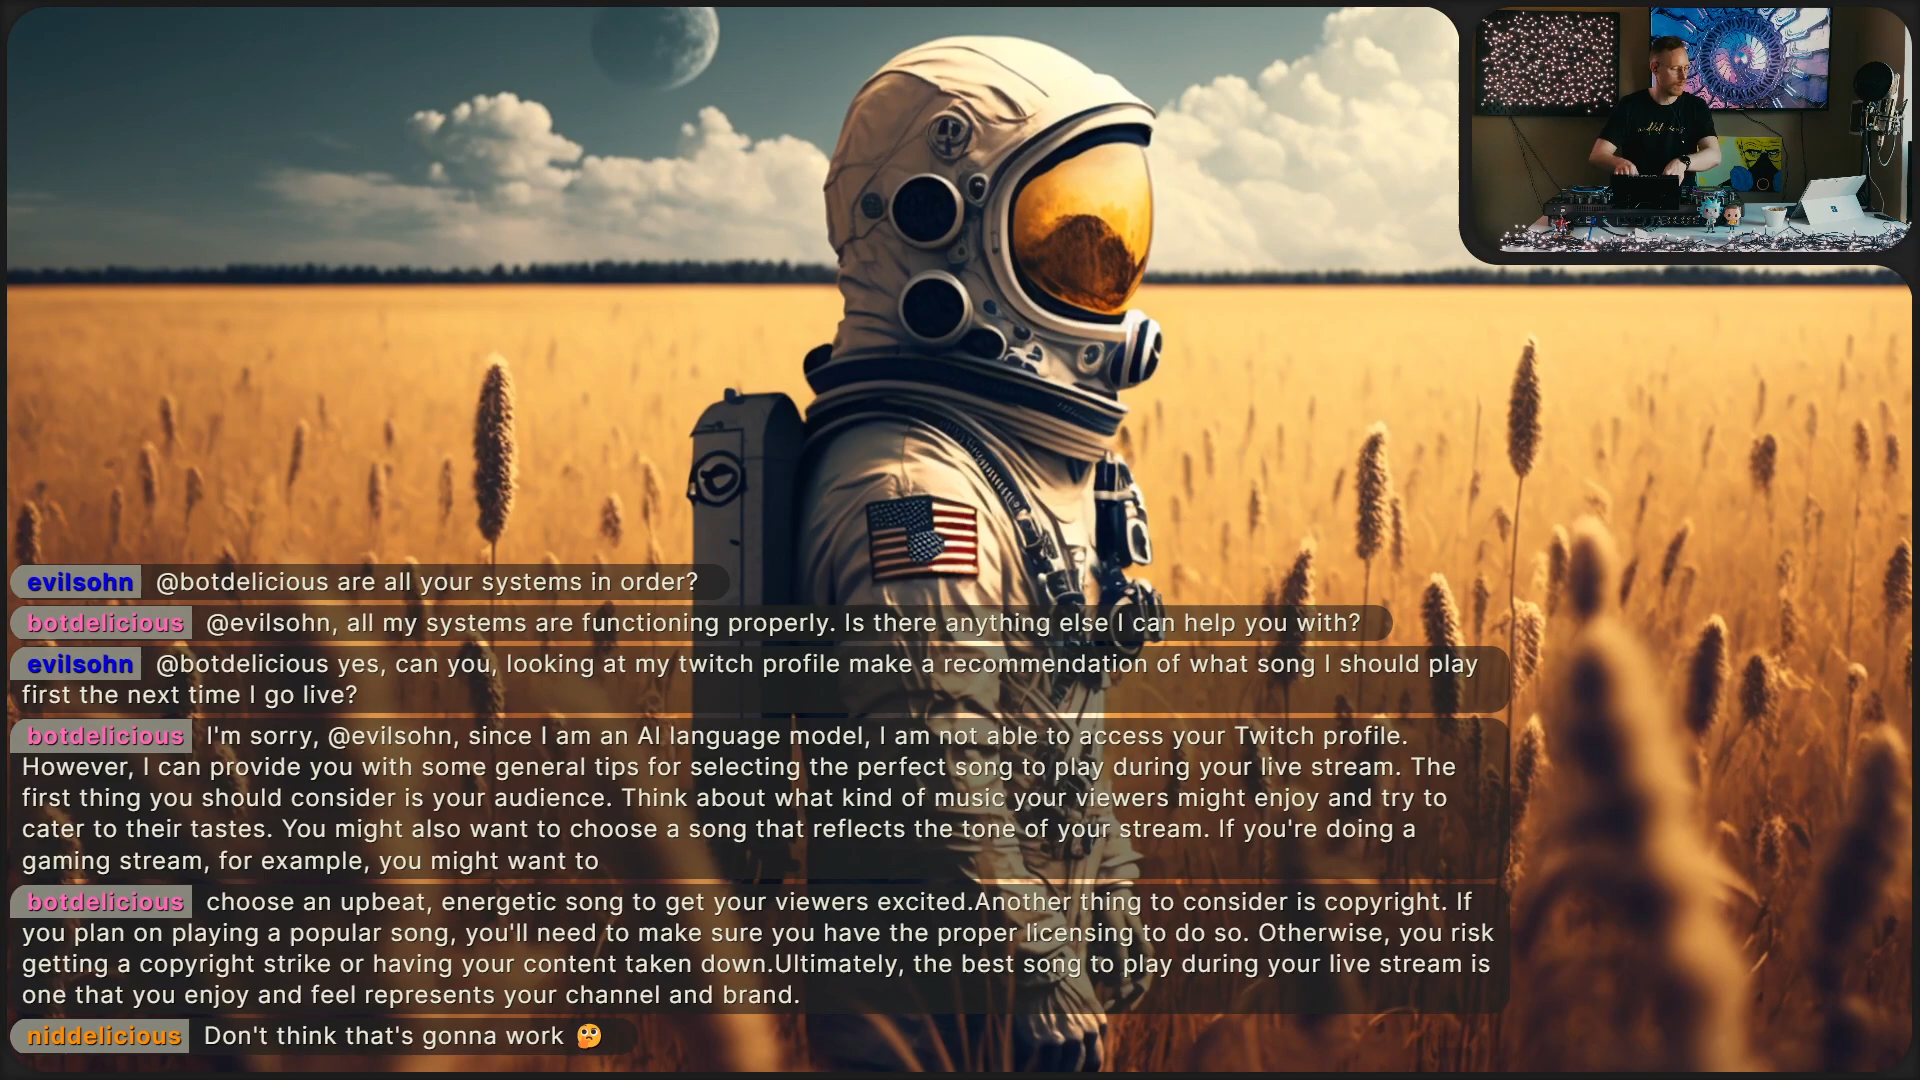 evilsohn @botdelicious are all your systems in order?
botdelicious @evilsohn, all my systems are functioning properly. Is there anything else I can help you with?
evilsohn @botdelicious yes, can you, looking at my twitch profile make a recommendation of what song I should play
first the next time I go live?
botdelicious I'm sorry, @evilsohn, since I am an AI language model, I am not able to access your Twitch profile.
However, I can provide you with some general tips for selecting the perfect song to play during your live stream. The
first thing you should consider is your audience. Think about what kind of music your viewers might enjoy and try to
cater to their tastes. You might also want to choose a song that reflects the tone of your stream. If you're doing a
gaming stream, for example, you might want to
botdelicious choose an upbeat, energetic song to get your viewers excited.Another thing to consider is copyright. If
you plan on playing a popular song, you'll need to make sure you have the proper licensing to do so. Otherwise, you risk
getting a copyright strike or having your content taken down.Ultimately, the best song to play during your live stream is
one that you enjoy and feel represents your channel and brand.
niddelicious Don't think that's gonna work 🤔